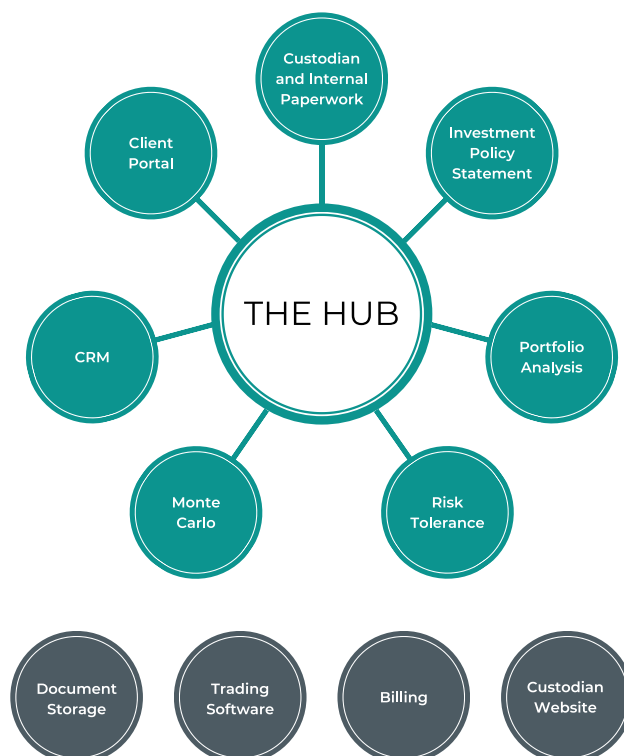 Custodian
and Internal
Paperwork
Client
Portal
Investment
Policy
Statement
THE HUB
CRM
Portfolio
Analysis
Monte
Carlo
Risk
Tolerance
Document
Storage
Trading
Software
Billing
Custodian
Website